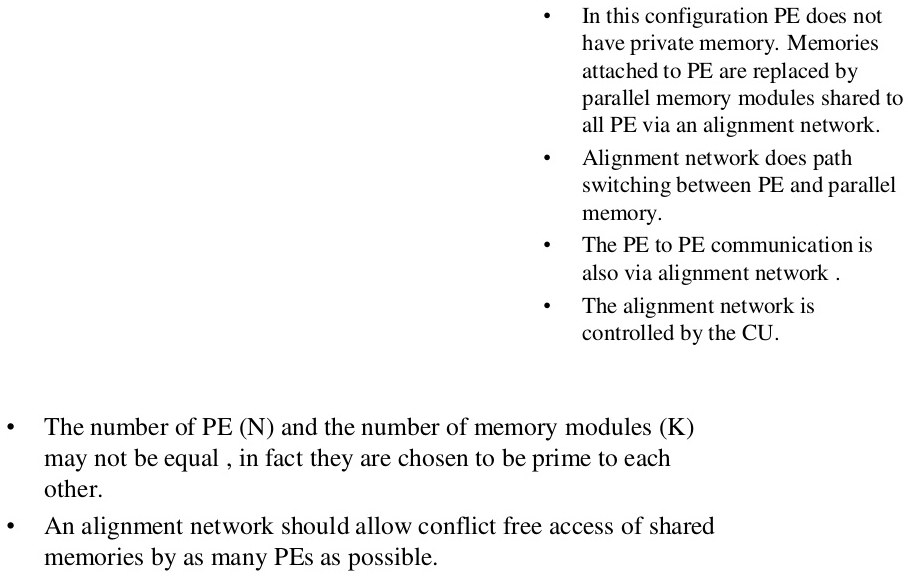 • In this configuration PE does not
have private memory. Memories
attached to PE are replaced by
parallel memory modules shared to
all PE via an alignment network.
• Alignment network does path
switching between PE and parallel
memory.
• The PE to PE communication is
also via alignment network .
• The alignment network is
controlled by the CU.
• The number of PE (N) and the number of memory modules (K)
may not be equal , in fact they are chosen to be prime to each
other.
• An alignment network should allow conflict free access of shared
memories by as many PEs as possible.